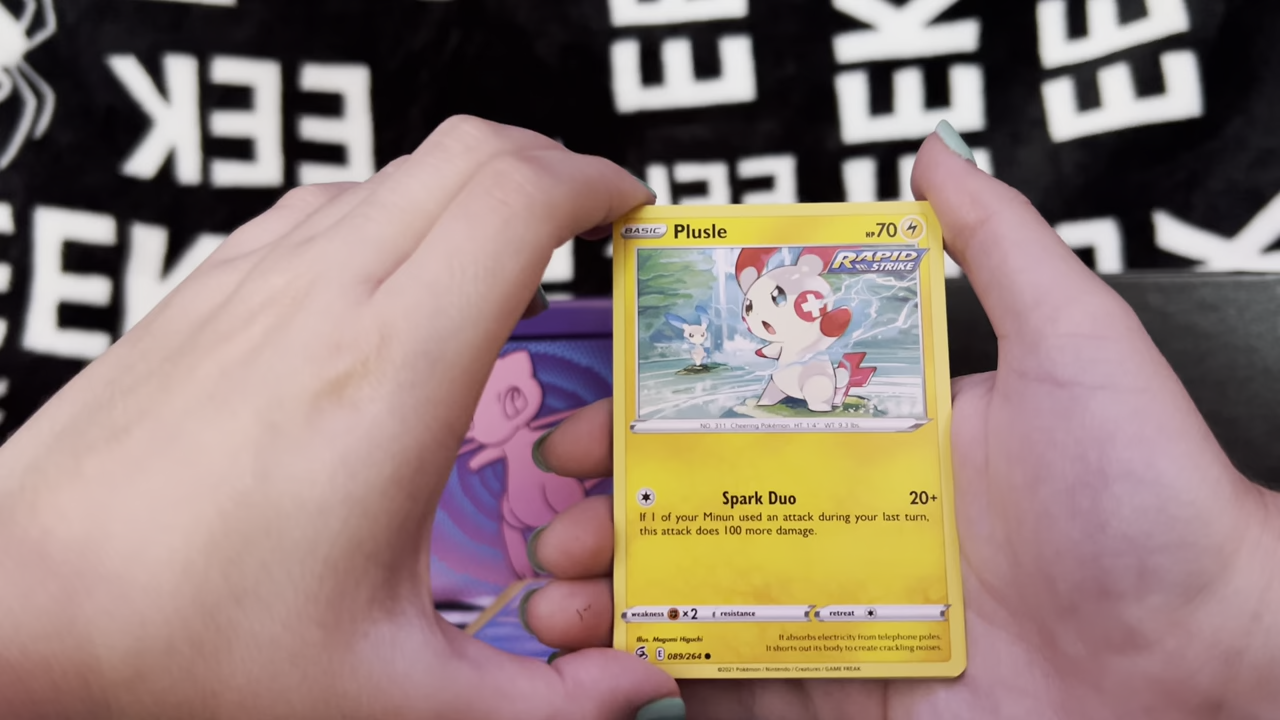 EEK
EEK
BASIC Plusle HP 70
RAPID STRIKE
NO. 311 Cheering Pokémon HT 1'4" WT 9.3 lbs.
Spark Duo 20+
If 1 of your Minun used an attack during your last turn,
this attack does 100 more damage.
weakness ×2 resistance retreat
Illus. Megumi Higuchi
It absorbs electricity from telephone poles.
It shorts out its body to create crackling noises.
E 089/264
©2021 Pokémon / Nintendo / Creatures / GAME FREAK